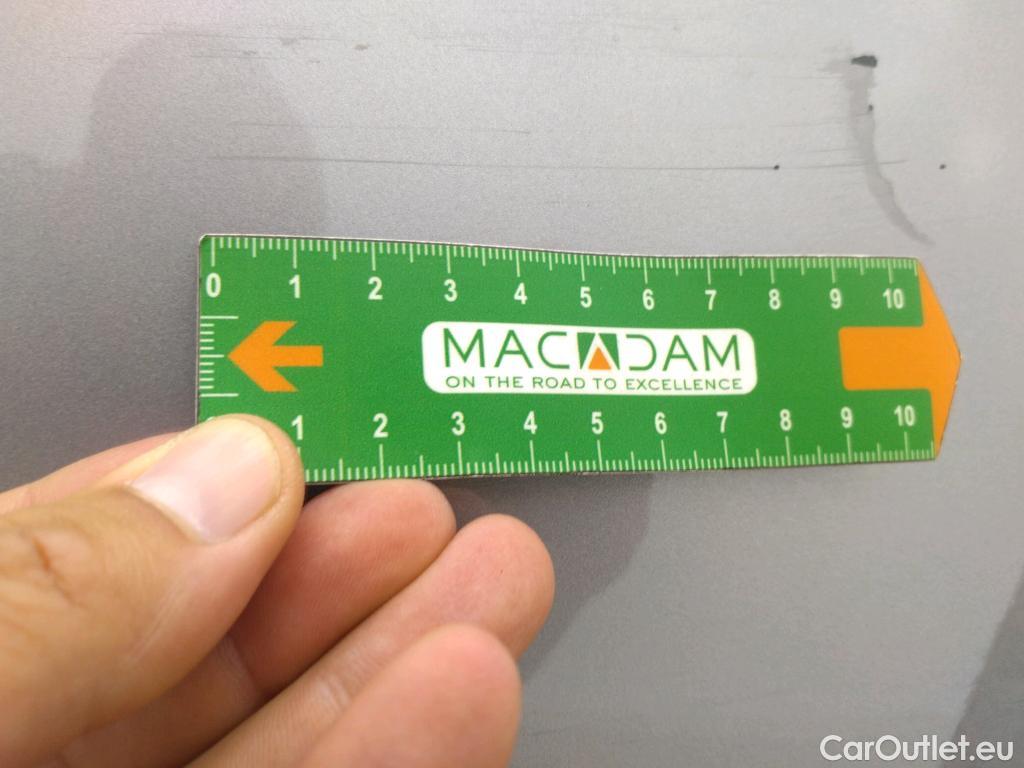 0 1 2 3 4 5 6 7 8 9 10
MACADAM
ON THE ROAD TO EXCELLENCE
1 2 3 4 5 6 7 8 9 10
CarOutlet.eu